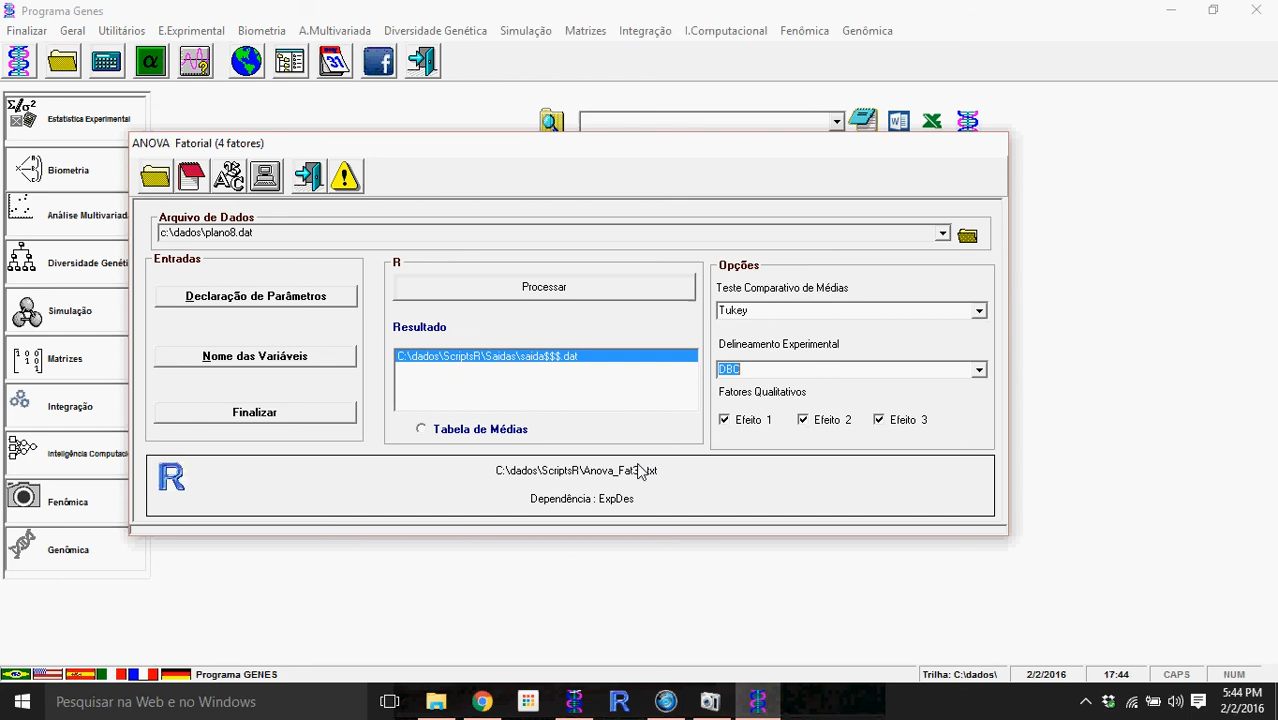 Programa Genes
Finalizar Geral Utilitários E.Exprimental Biometria A.Multivariada Diversidade Genética Simulação Matrizes Integração I.Computacional Fenômica Genômica
Estatística Experimental
Biometria
Análise Multivariad
Diversidade Genéti
Simulação
Matrizes
Integração
Inteligência Computac
Fenômica
Genômica
ANOVA Fatorial (4 fatores)
Arquivo de Dados
c:\dados\plano8.dat
Entradas
Declaração de Parâmetros
Nome das Variáveis
Finalizar
R
Processar
Resultado
C:\dados\ScriptsR\Saidas\saida$$$.dat
Tabela de Médias
Opções
Teste Comparativo de Médias
Tukey
Delineamento Experimental
DBC
Fatores Qualitativos
Efeito 1 Efeito 2 Efeito 3
R
C:\dados\ScriptsR\Anova_Fat3.txt
Dependência : ExpDes
Programa GENES
Trilha: C:\dados\ 2/2/2016 17:44 CAPS NUM
Pesquisar na Web e no Windows
5:44 PM
2/2/2016